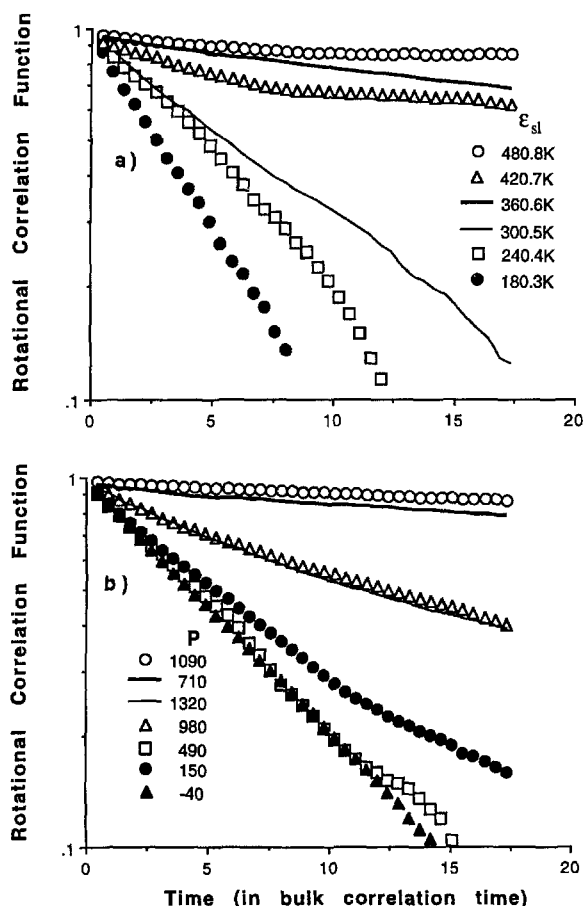 Rotational Correlation Function
1
a)
εsl
480.8K
420.7K
360.6K
300.5K
240.4K
180.3K
.1
0 5 10 15 20
Rotational Correlation Function
1
b)
P
1090
710
1320
980
490
150
-40
.1
0 5 10 15 20
Time (in bulk correlation time)